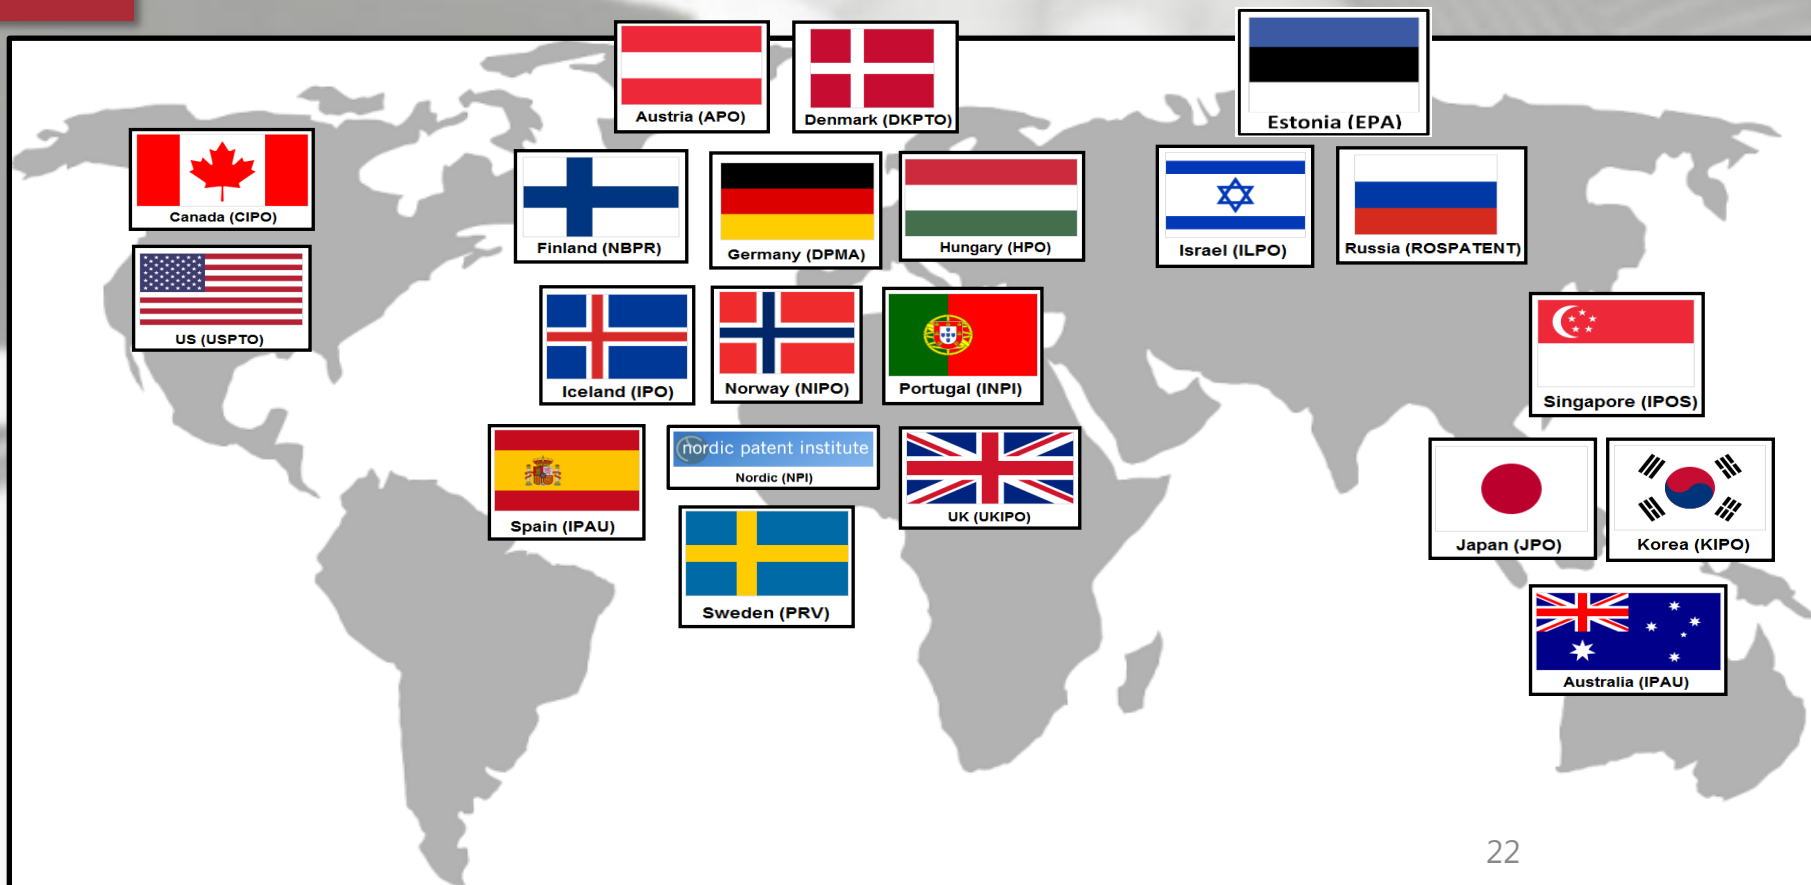 Austria (APO)
Denmark (DKPTO)
Estonia (EPA)
Canada (CIPO)
Finland (NBPR)
Germany (DPMA)
Hungary (HPO)
Israel (ILPO)
Russia (ROSPATENT)
US (USPTO)
Iceland (IPO)
Norway (NIPO)
Portugal (INPI)
Singapore (IPOS)
Spain (IPAU)
nordic patent institute
Nordic (NPI)
UK (UKIPO)
Japan (JPO)
Korea (KIPO)
Sweden (PRV)
Australia (IPAU)
22